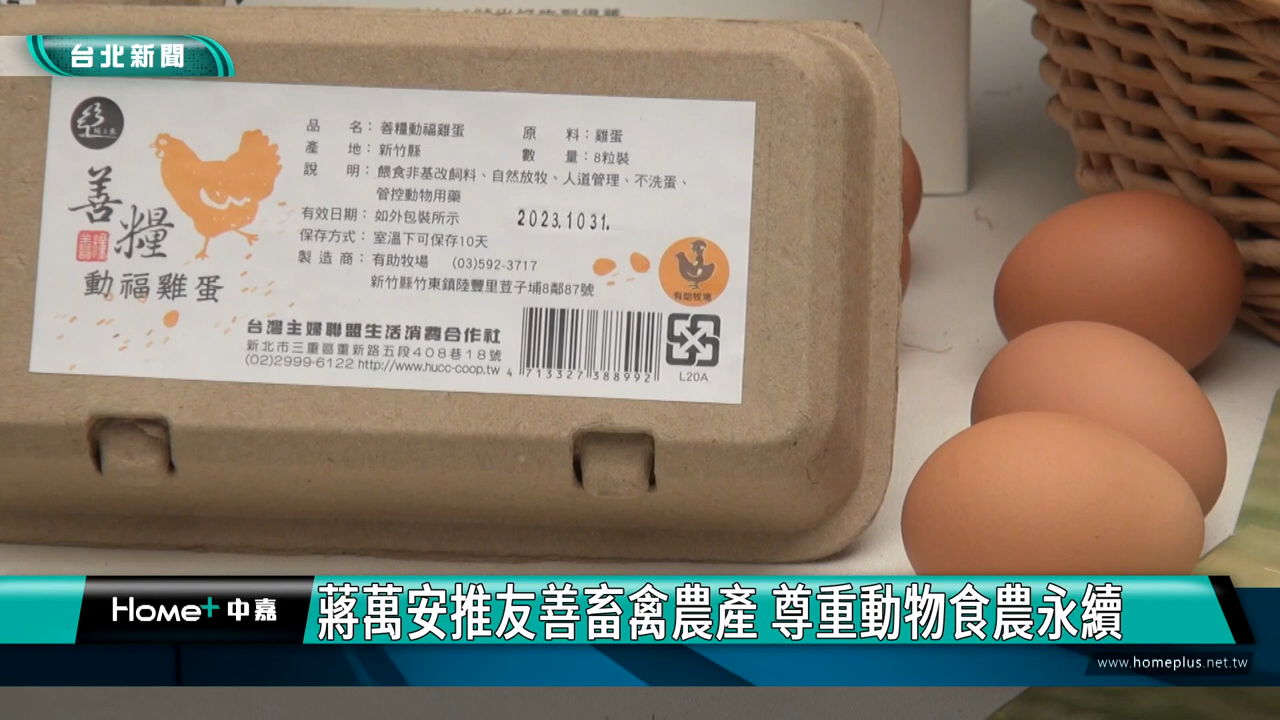 台北新聞
善糧
善糧
動福雞蛋
品名：善糧動福雞蛋
原料：雞蛋
產地：新竹縣
數量：8粒裝
說明：餵食非基改飼料、自然放牧、人道管理、不洗蛋、
管控動物用藥
有效日期：如外包裝所示
2023.1031.
保存方式：室溫下可保存10天
製造商：有助牧場 (03)592-3717
新竹縣竹東鎮陸豐里荳子埔8鄰87號
有助牧場
台灣主婦聯盟生活消費合作社
新北市三重區重新路五段408巷18號
(02)2999-6122 http://www.hucc-coop.tw
4 713327 388992
L20A
Home+中嘉
蔣萬安推友善畜禽農產 尊重動物食農永續
www.homeplus.net.tw